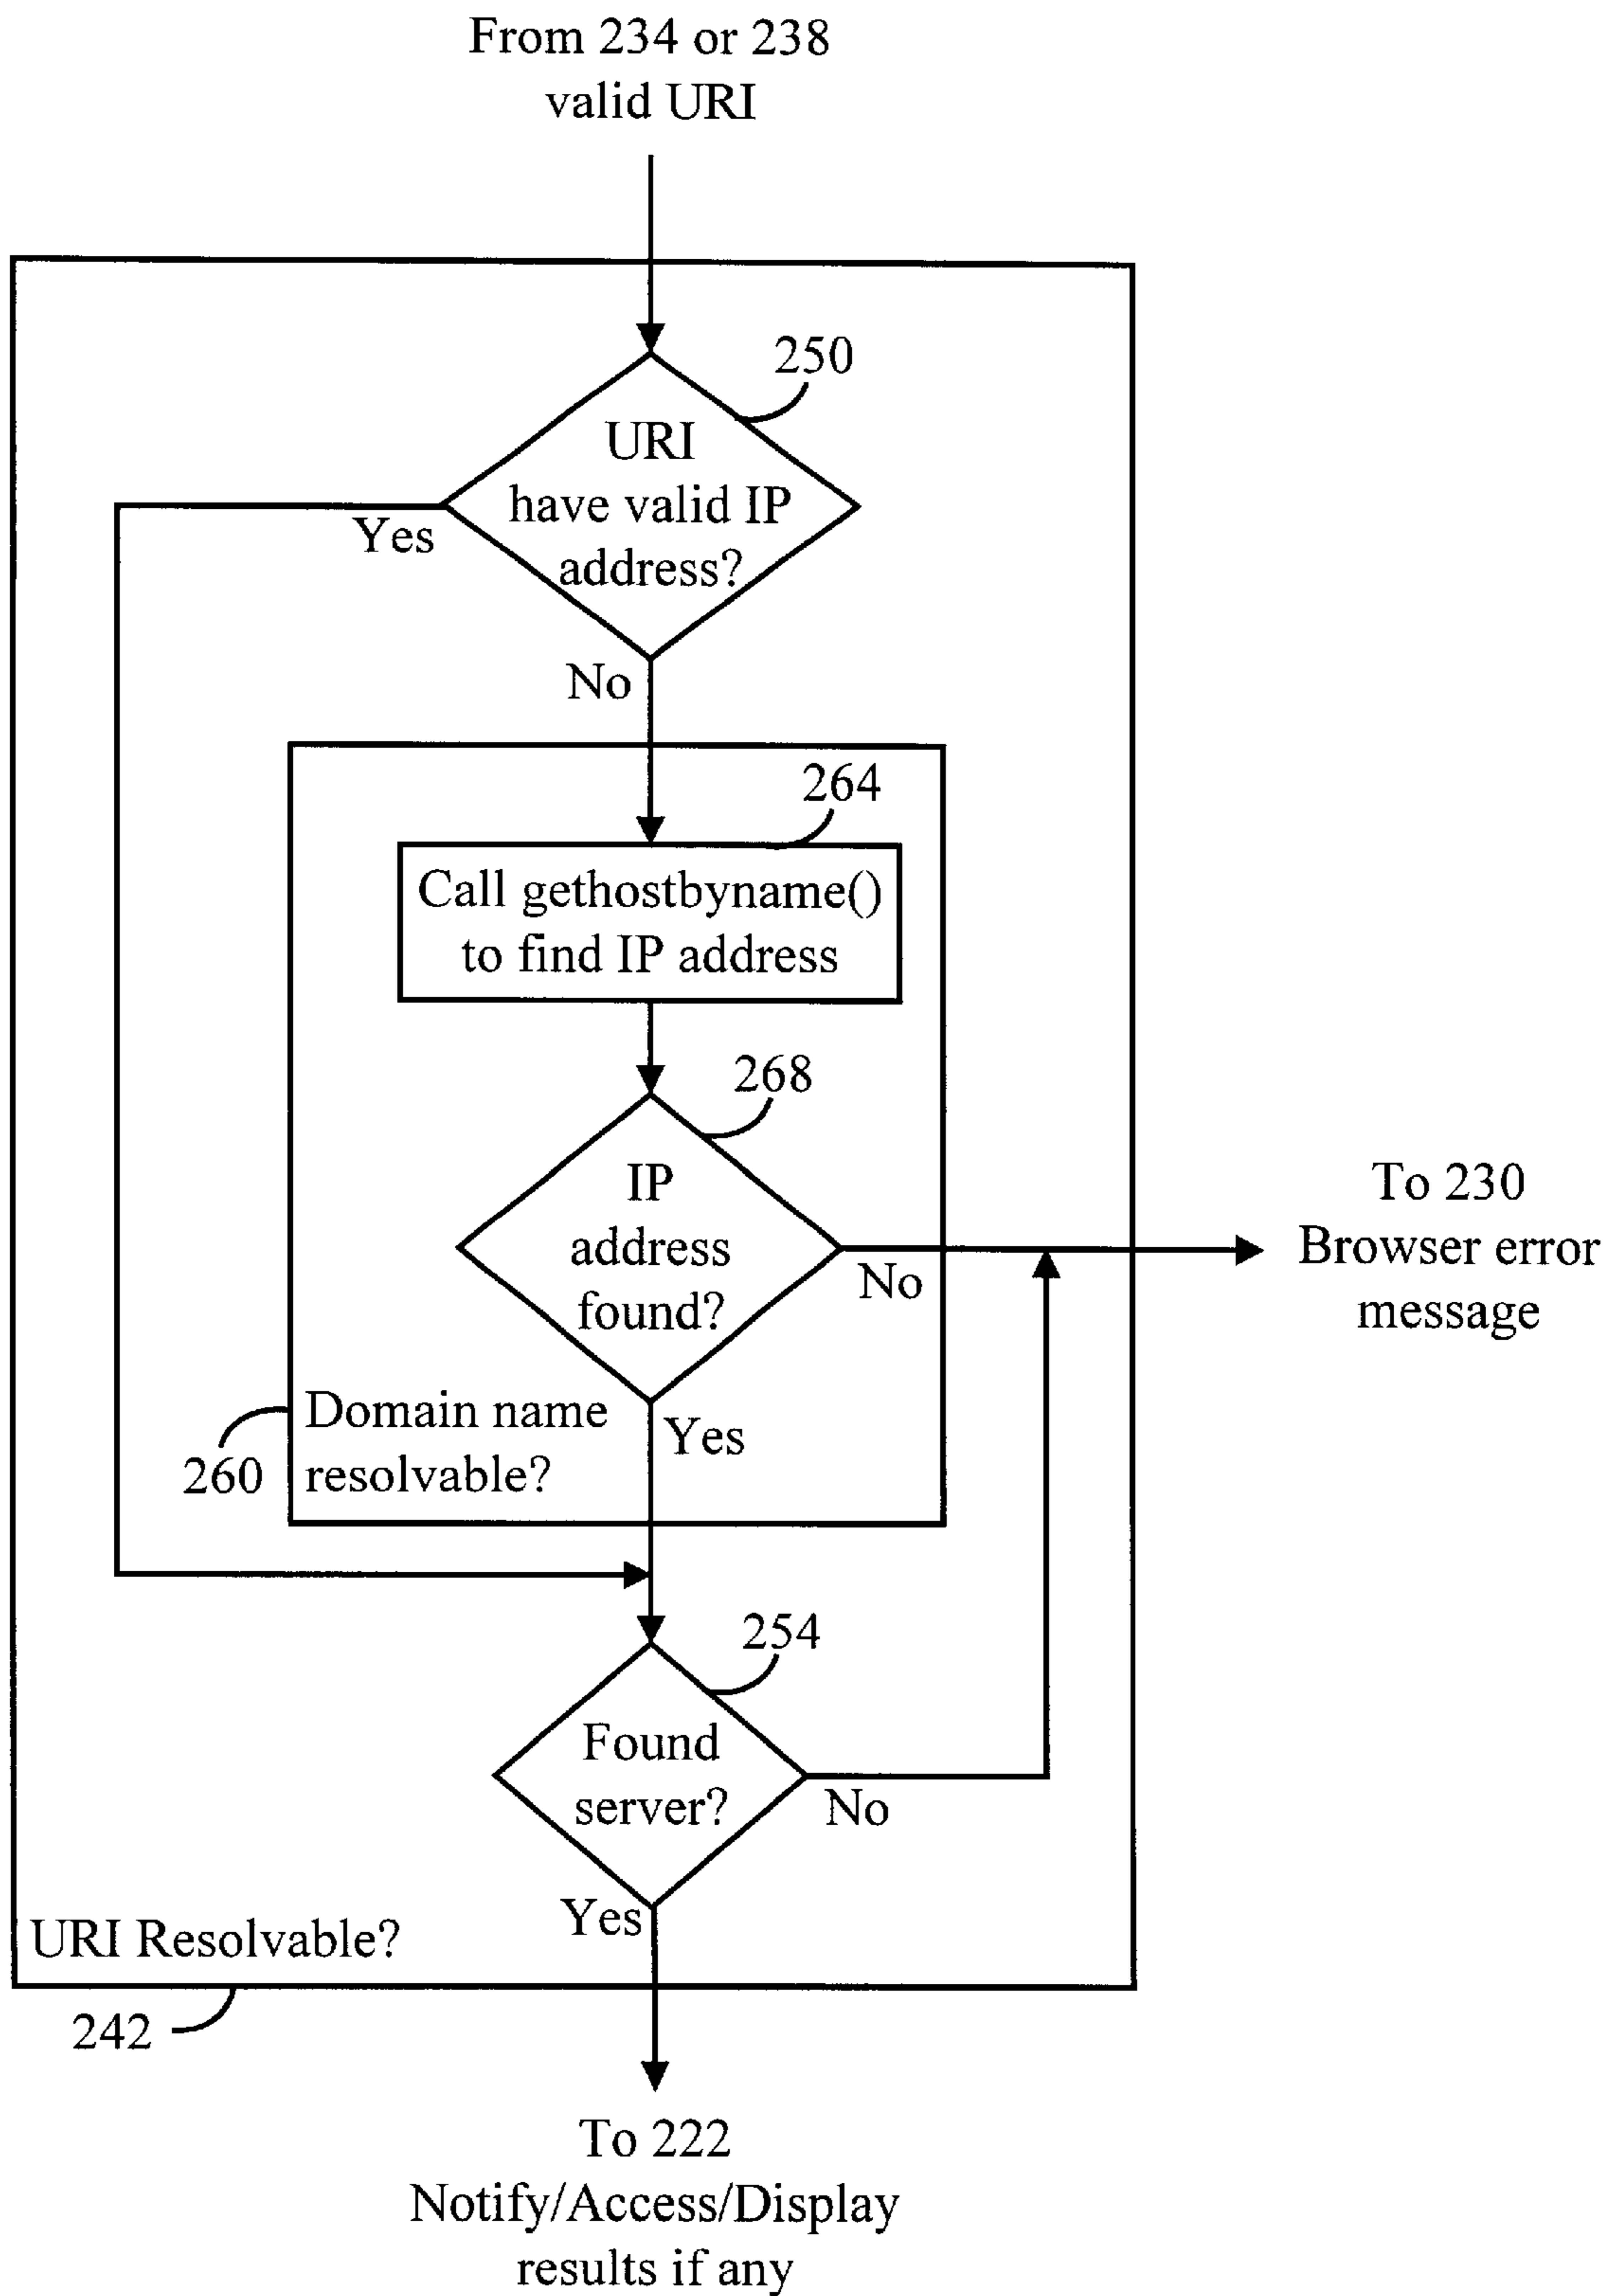 From 234 or 238
valid URI
250
URI
have valid IP
address?
Yes
No
264
Call gethostbyname()
to find IP address
268
IP
address
found?
No
To 230
Browser error
message
Domain name
resolvable?
260
Yes
254
Found
server?
No
Yes
URI Resolvable?
242
To 222
Notify/Access/Display
results if any